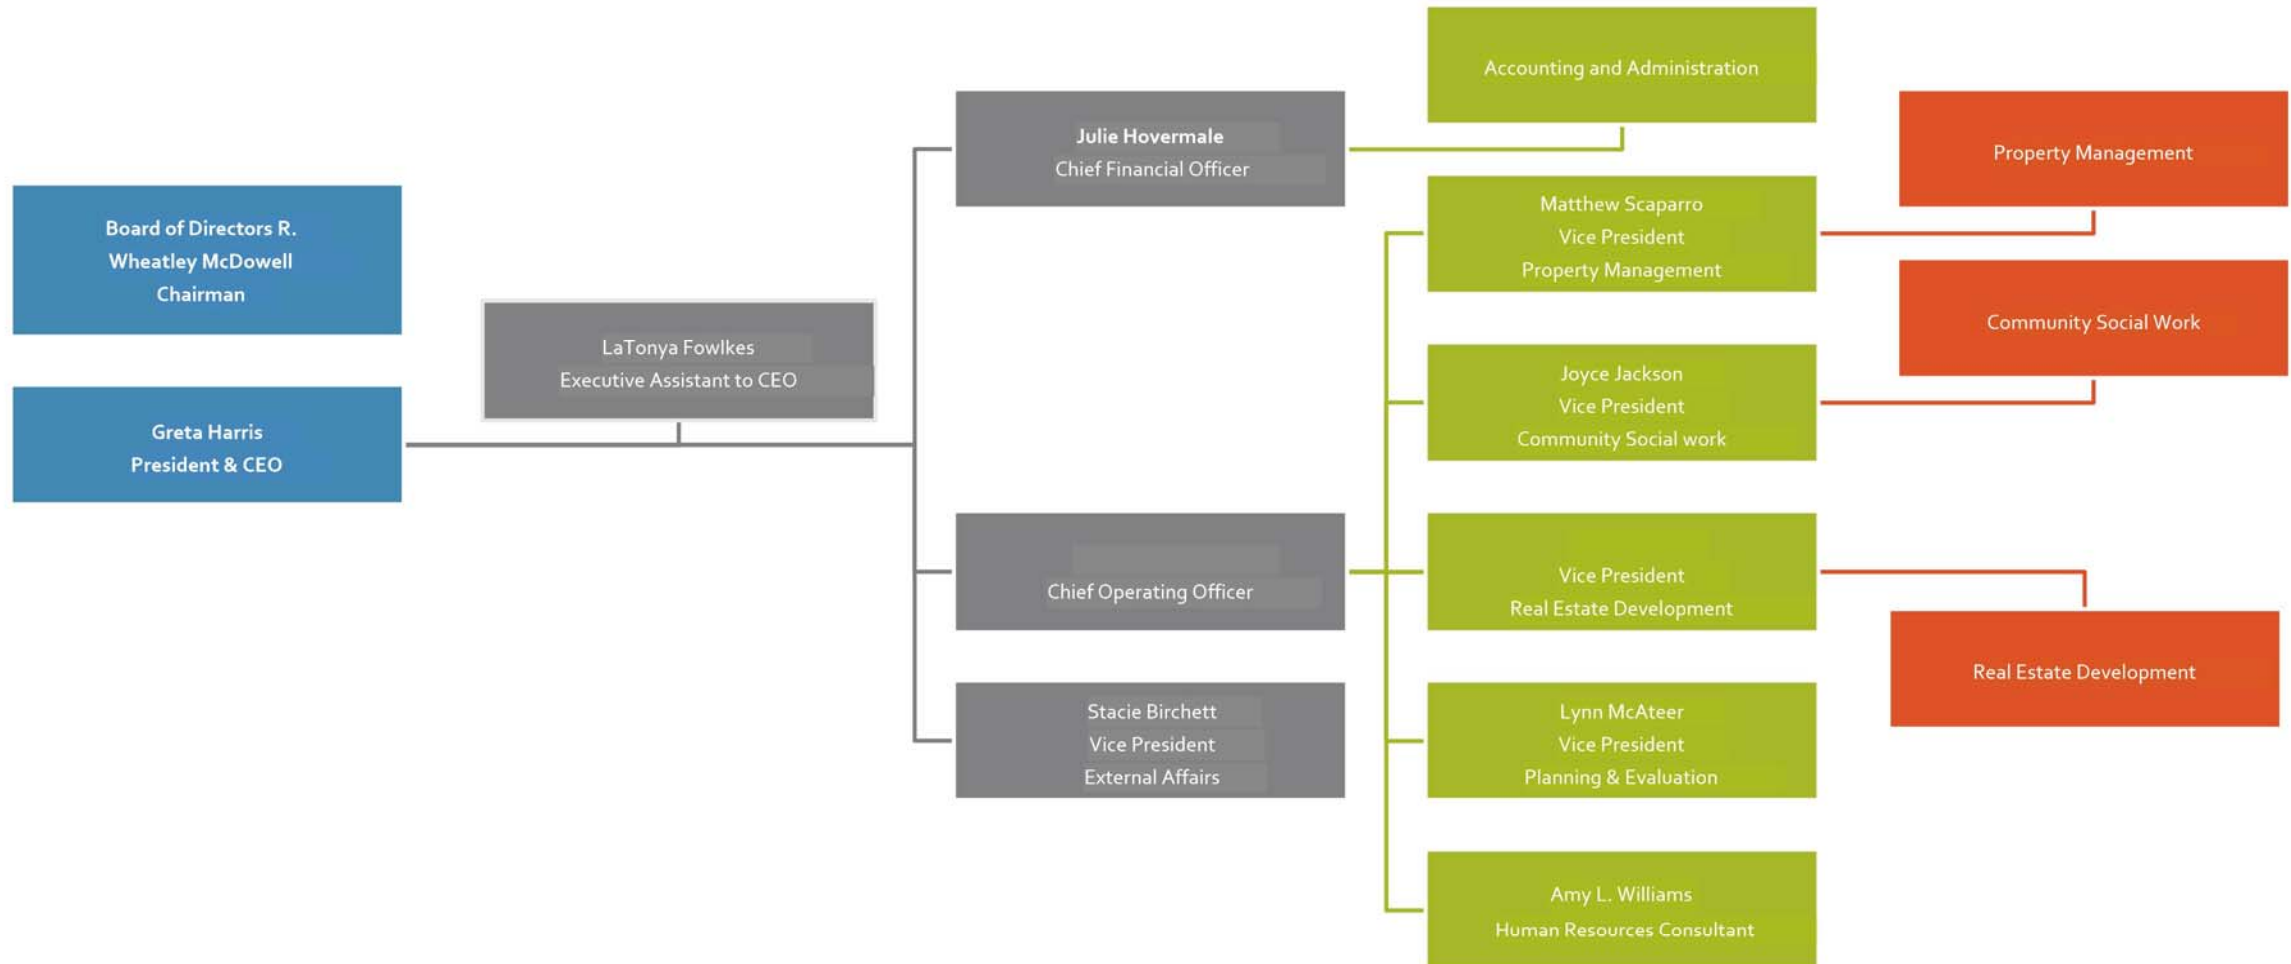 Board of Directors R.
Wheatley McDowell
Chairman
Greta Harris
President & CEO
LaTonya Fowlkes
Executive Assistant to CEO
Julie Hovermale
Chief Financial Officer
Chief Operating Officer
Stacie Birchett
Vice President
External Affairs
Accounting and Administration
Matthew Scaparro
Vice President
Property Management
Joyce Jackson
Vice President
Community Social work
Vice President
Real Estate Development
Lynn McAteer
Vice President
Planning & Evaluation
Amy L. Williams
Human Resources Consultant
Property Management
Community Social Work
Real Estate Development